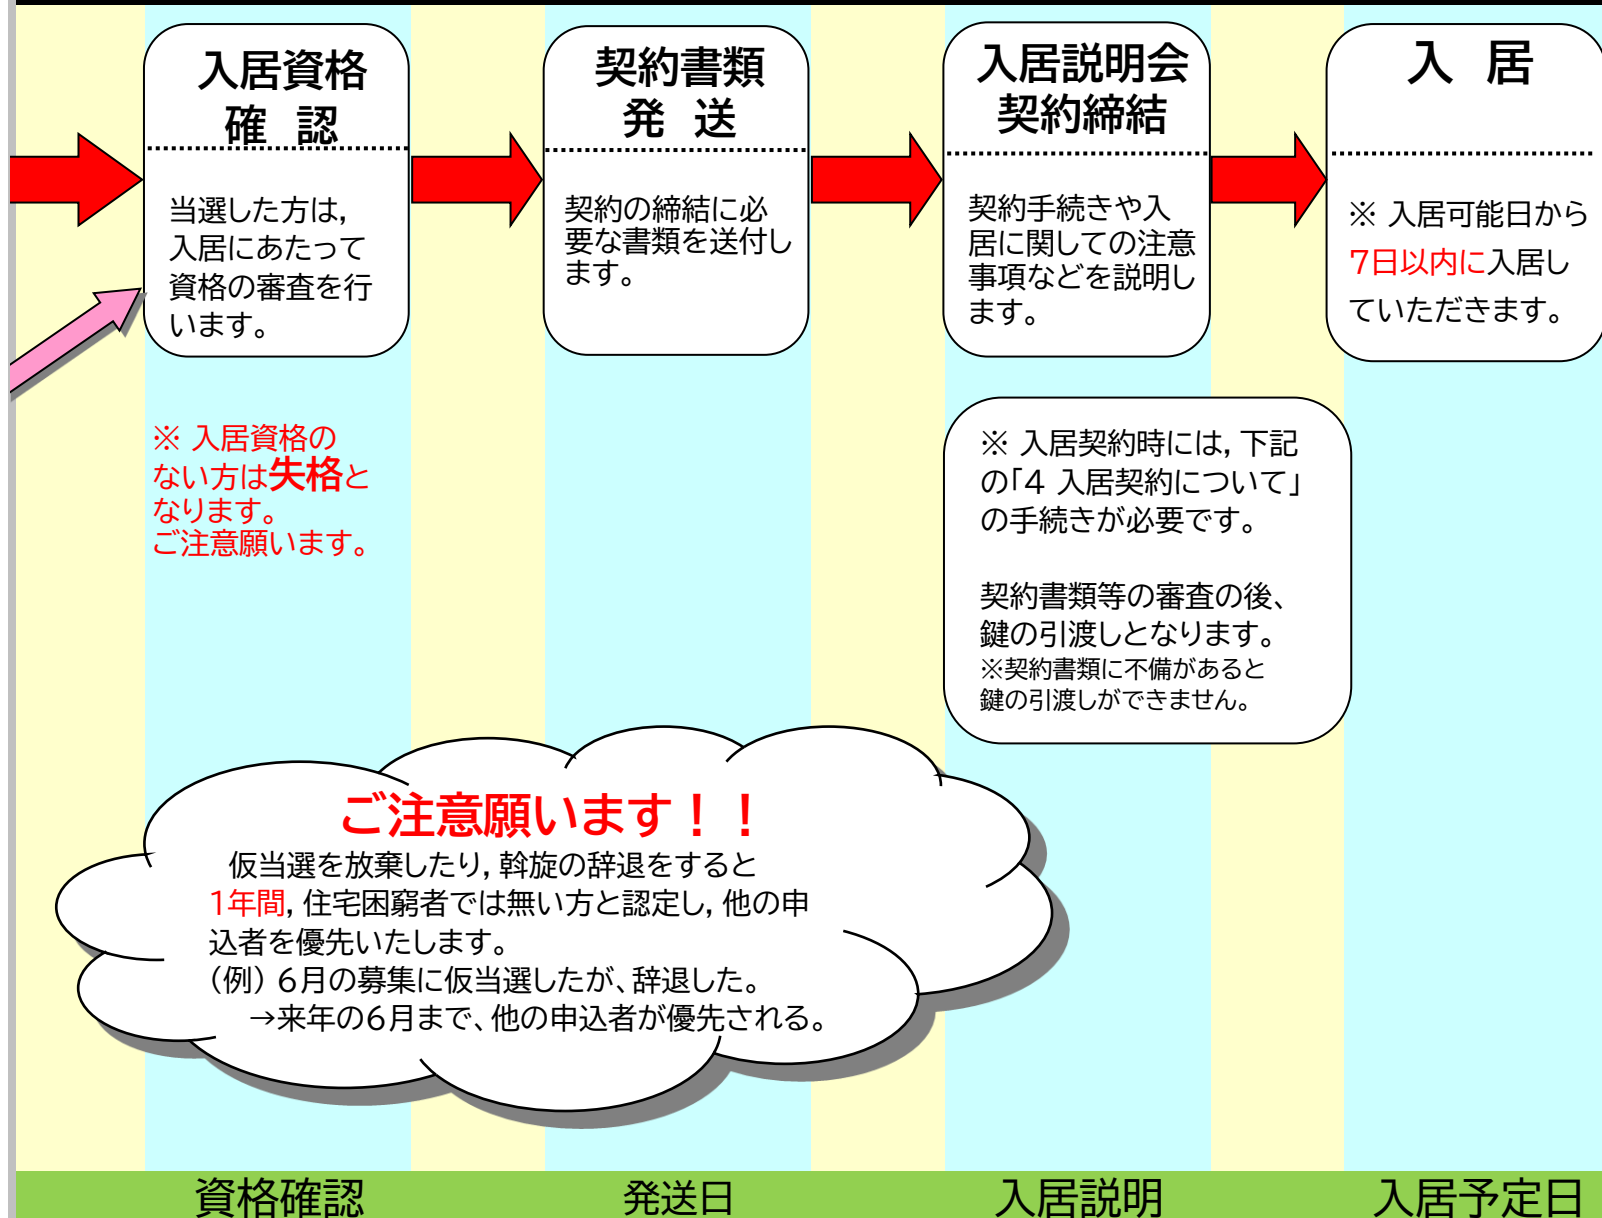 入居資格
確 認
当選した方は,
入居にあたって
資格の審査を行
います。
契約書類
発 送
契約の締結に必
要な書類を送付し
ます。
入居説明会
契約締結
契約手続きや入
居に関しての注意
事項などを説明し
ます。
入 居
※ 入居可能日から
7日以内に入居し
ていただきます。
※ 入居資格の
ない方は失格と
なります。
ご注意願います。
※ 入居契約時には,下記
の「4 入居契約について」
の手続きが必要です。
契約書類等の審査の後、
鍵の引渡しとなります。
※契約書類に不備があると
鍵の引渡しができません。
ご注意願います！！
仮当選を放棄したり,斡旋の辞退をすると
1年間,住宅困窮者では無い方と認定し,他の申
込者を優先いたします。
(例) 6月の募集に仮当選したが、辞退した。
→来年の6月まで、他の申込者が優先される。
資格確認
発送日
入居説明
入居予定日